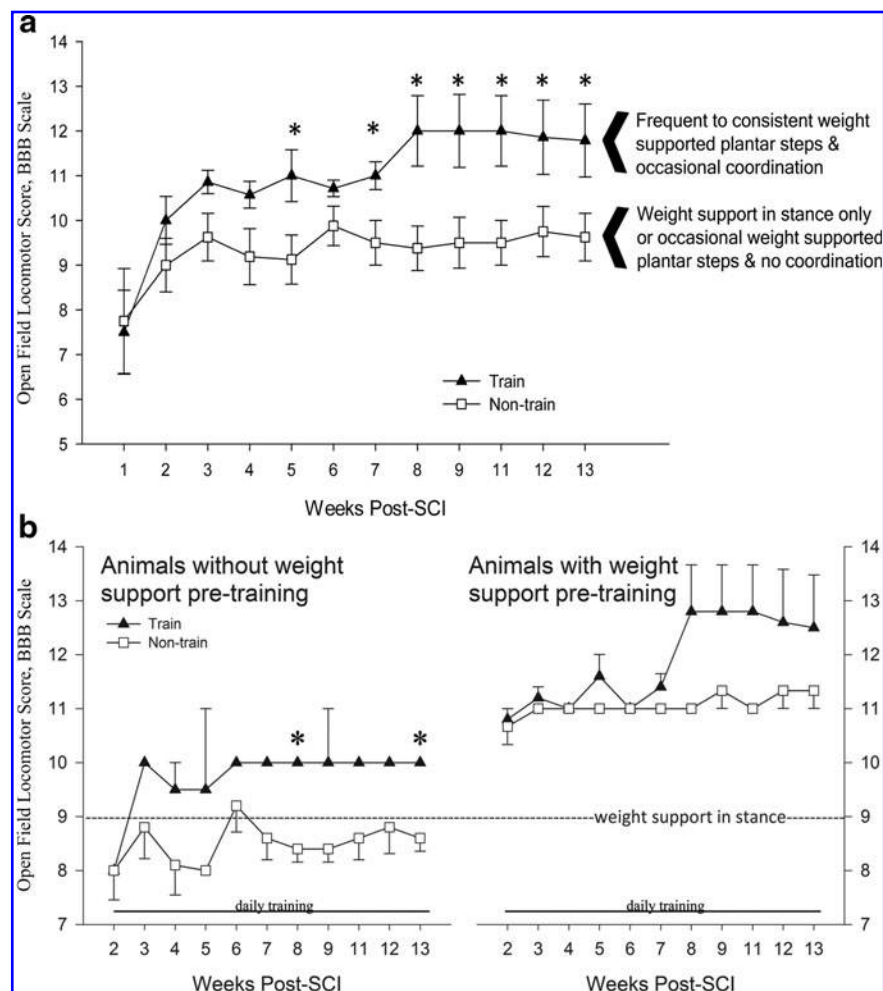 a
Open Field Locomotor Score, BBB Scale
14
13
12
11
10
9
8
7
6
5
* * * * * * *
Frequent to consistent weight
supported plantar steps &
occasional coordination
Weight support in stance only
or occasional weight supported
plantar steps & no coordination
Train
Non-train
1 2 3 4 5 6 7 8 9 11 12 13
Weeks Post-SCI
b
Open Field Locomotor Score, BBB Scale
14
13
12
11
10
9
8
7
Animals without weight
support pre-training
Train
Non-train
* *
daily training
2 3 4 5 6 7 8 9 11 12 13
Weeks Post-SCI
Animals with weight
support pre-training
weight support in stance
daily training
14
13
12
11
10
9
8
7
2 3 4 5 6 7 8 9 11 12 13
Weeks Post-SCI